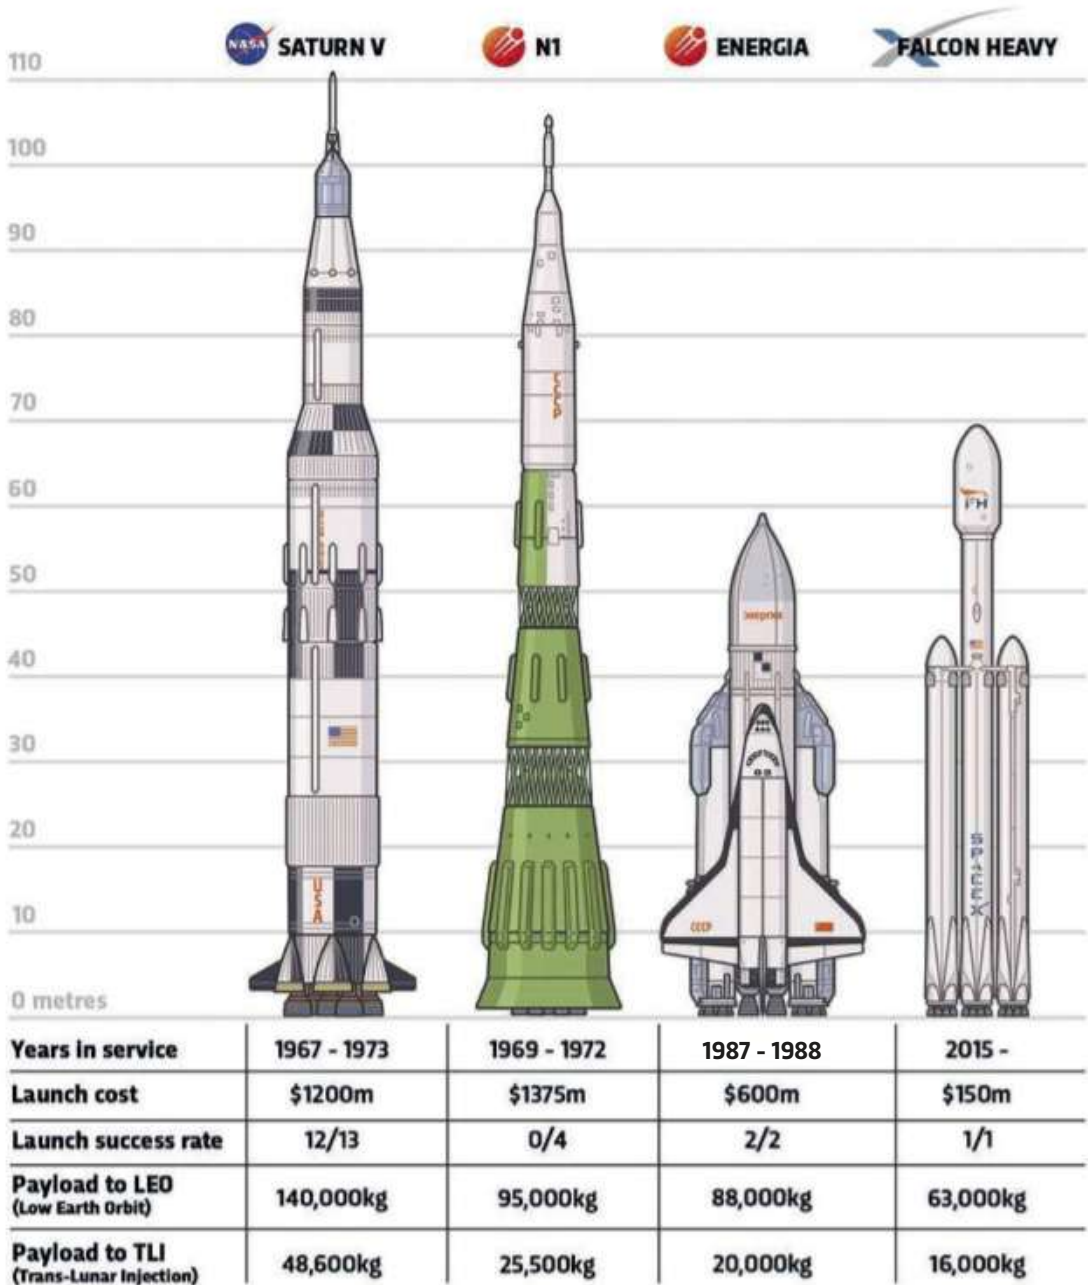 NASA SATURN V N1 ENERGIA FALCON HEAVY
110
100
90
80
70
60
50
40
30
20
10
0 metres
FH
энергия
USA
СССР
SPACEX
Years in service 1967 - 1973 1969 - 1972 1987 - 1988 2015 -
Launch cost $1200m $1375m $600m $150m
Launch success rate 12/13 0/4 2/2 1/1
Payload to LEO 140,000kg 95,000kg 88,000kg 63,000kg
(Low Earth Orbit)
Payload to TLI 48,600kg 25,500kg 20,000kg 16,000kg
(Trans-Lunar Injection)